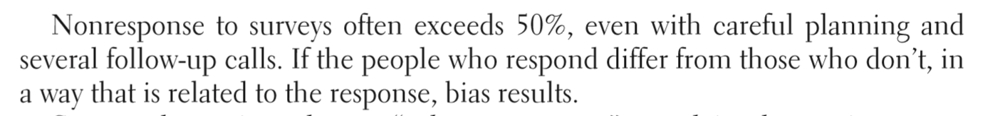 Nonresponse to surveys often exceeds 50%, even with careful planning and
several follow-up calls. If the people who respond differ from those who don’t, in
a way that is related to the response, bias results.